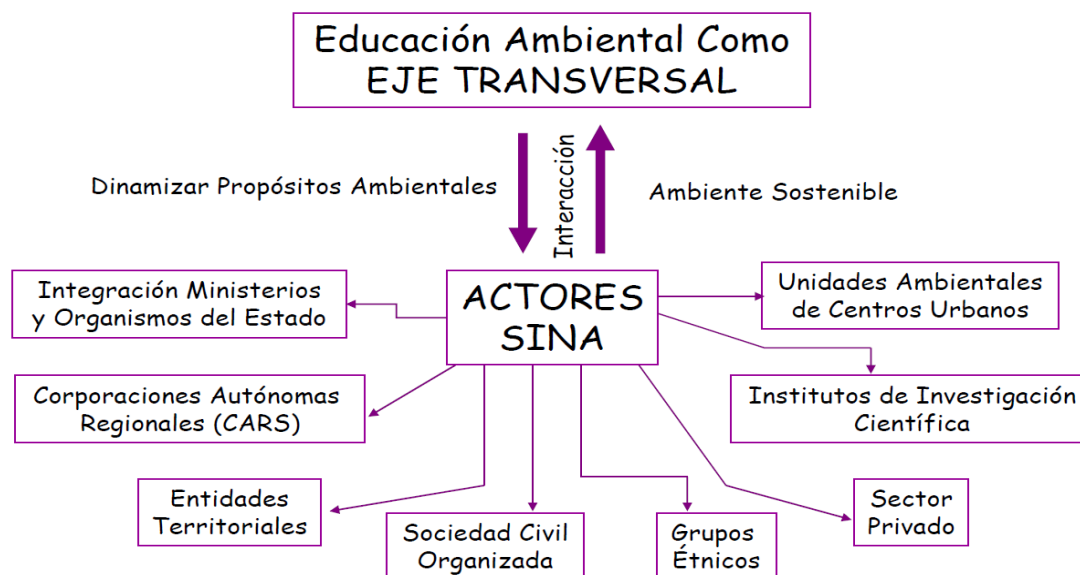 Educación Ambiental Como
EJE TRANSVERSAL
Dinamizar Propósitos Ambientales
Interacción
Ambiente Sostenible
ACTORES
SINA
Integración Ministerios
y Organismos del Estado
Unidades Ambientales
de Centros Urbanos
Corporaciones Autónomas
Regionales (CARS)
Institutos de Investigación
Científica
Entidades
Territoriales
Sociedad Civil
Organizada
Grupos
Étnicos
Sector
Privado